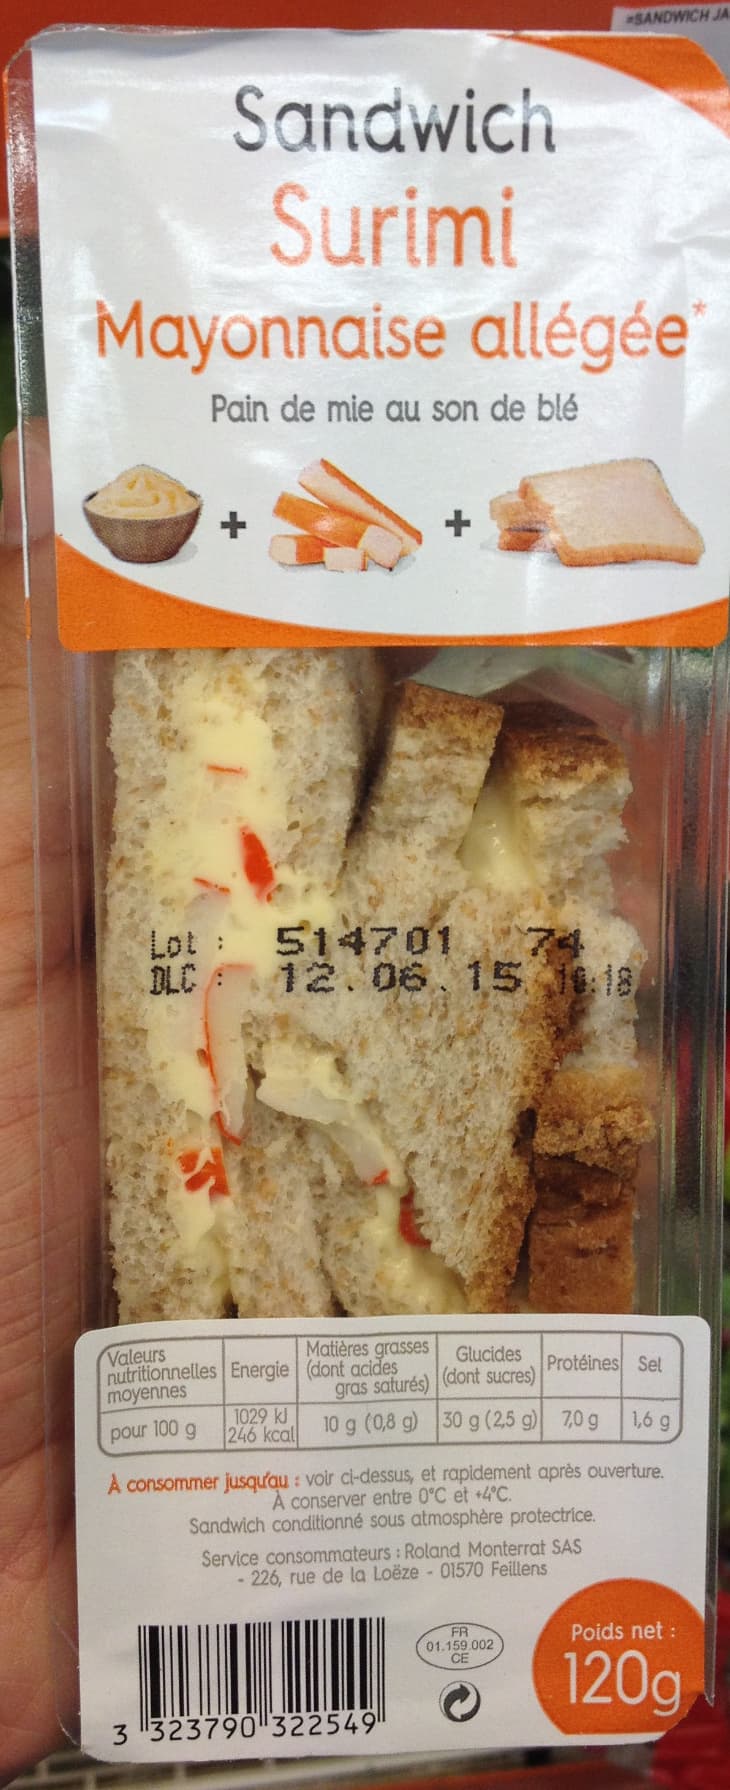 =SANDWICH JA
Sandwich
Surimi
Mayonnaise allégée*
Pain de mie au son de blé
+ +
Lot : 514701 74
DLC : 12.06.15 18:18
Valeurs nutritionnelles moyennes Energie Matières grasses (dont acides gras saturés) Glucides (dont sucres) Protéines Sel
pour 100 g 1029 kJ 246 kcal 10 g (0,8 g) 30 g (2,5 g) 7,0 g 1,6 g
À consommer jusqu'au : voir ci-dessus, et rapidement après ouverture.
À conserver entre 0°C et +4°C.
Sandwich conditionné sous atmosphère protectrice.
Service consommateurs : Roland Monterrat SAS
- 226, rue de la Loëze - 01570 Feillens
FR
01.159.002
CE
Poids net :
120g
3 323790 322549